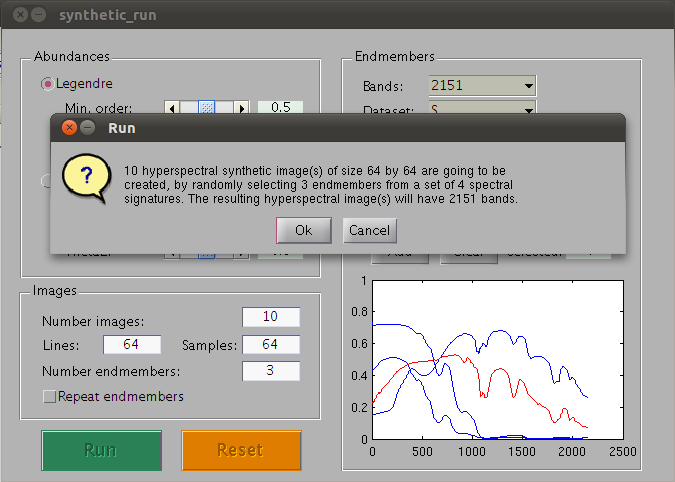 synthetic_run
Abundances
Legendre
Min. order:
0.5
Endmembers
Bands:
2151
Run
?
10 hyperspectral synthetic image(s) of size 64 by 64 are going to be
created, by randomly selecting 3 endmembers from a set of 4 spectral
signatures. The resulting hyperspectral image(s) will have 2151 bands.
Ok
Cancel
Images
Number images:
10
Lines:
64
Samples:
64
Number endmembers:
3
Repeat endmembers
Run
Reset
1
0.8
0.6
0.4
0.2
0
0
500
1000
1500
2000
2500